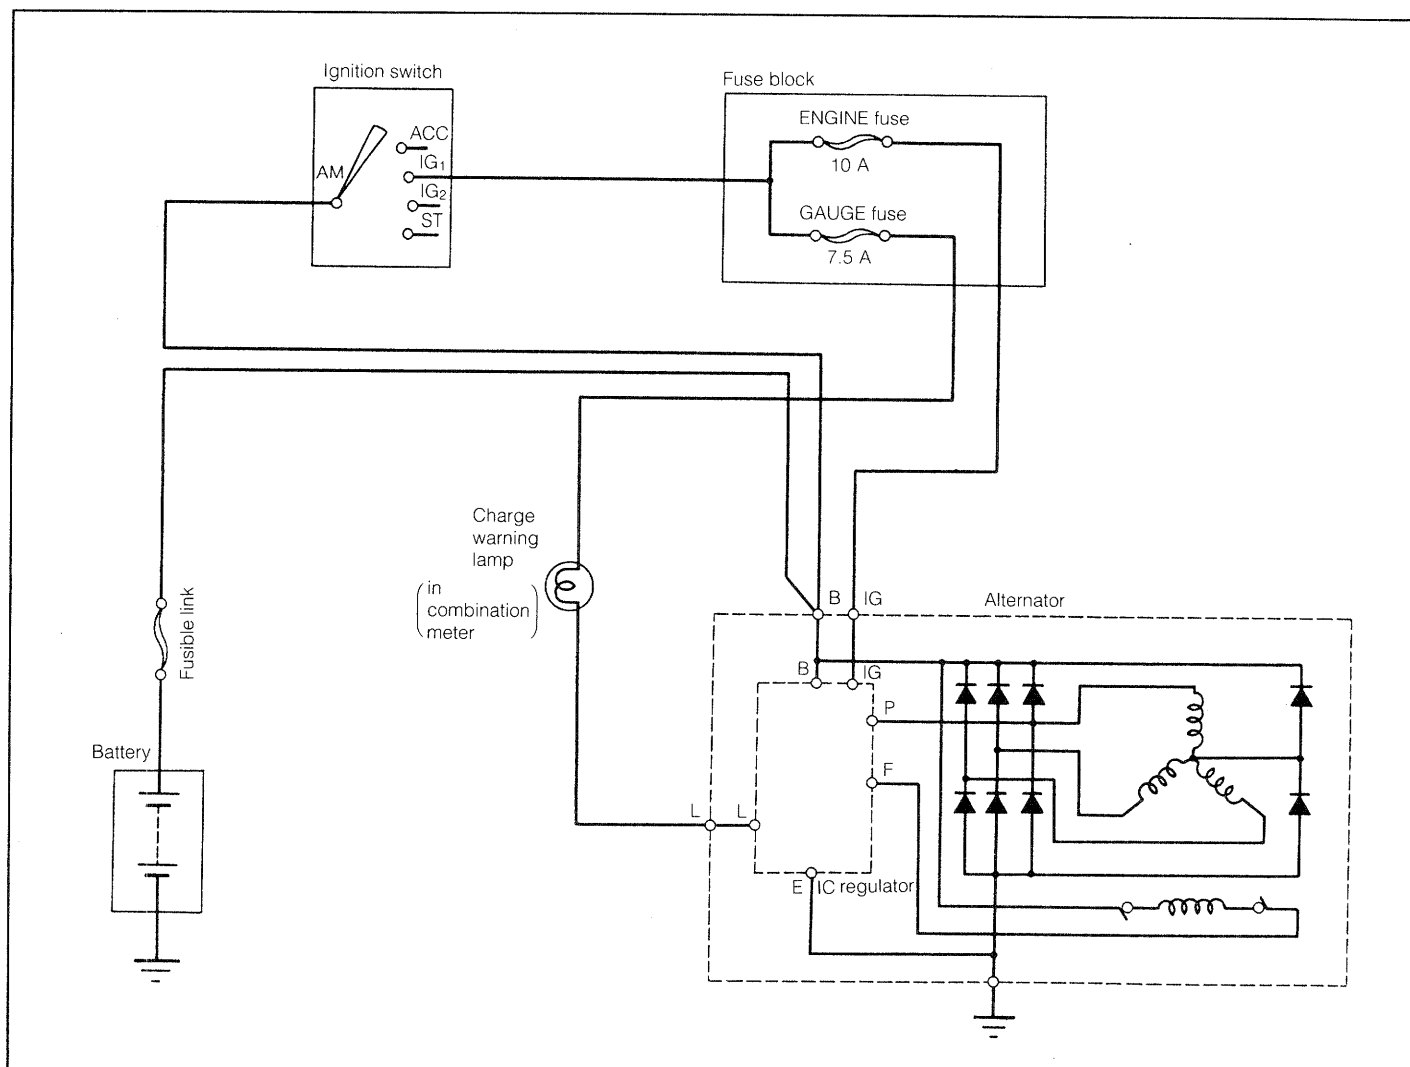 Ignition switch
ACC
AM
IG1
IG2
ST
Fuse block
ENGINE fuse
10 A
GAUGE fuse
7.5 A
Charge
warning
lamp
(in
combination
meter)
Fusible link
Battery
B
IG
Alternator
B
IG
P
F
L
L
E
IC regulator